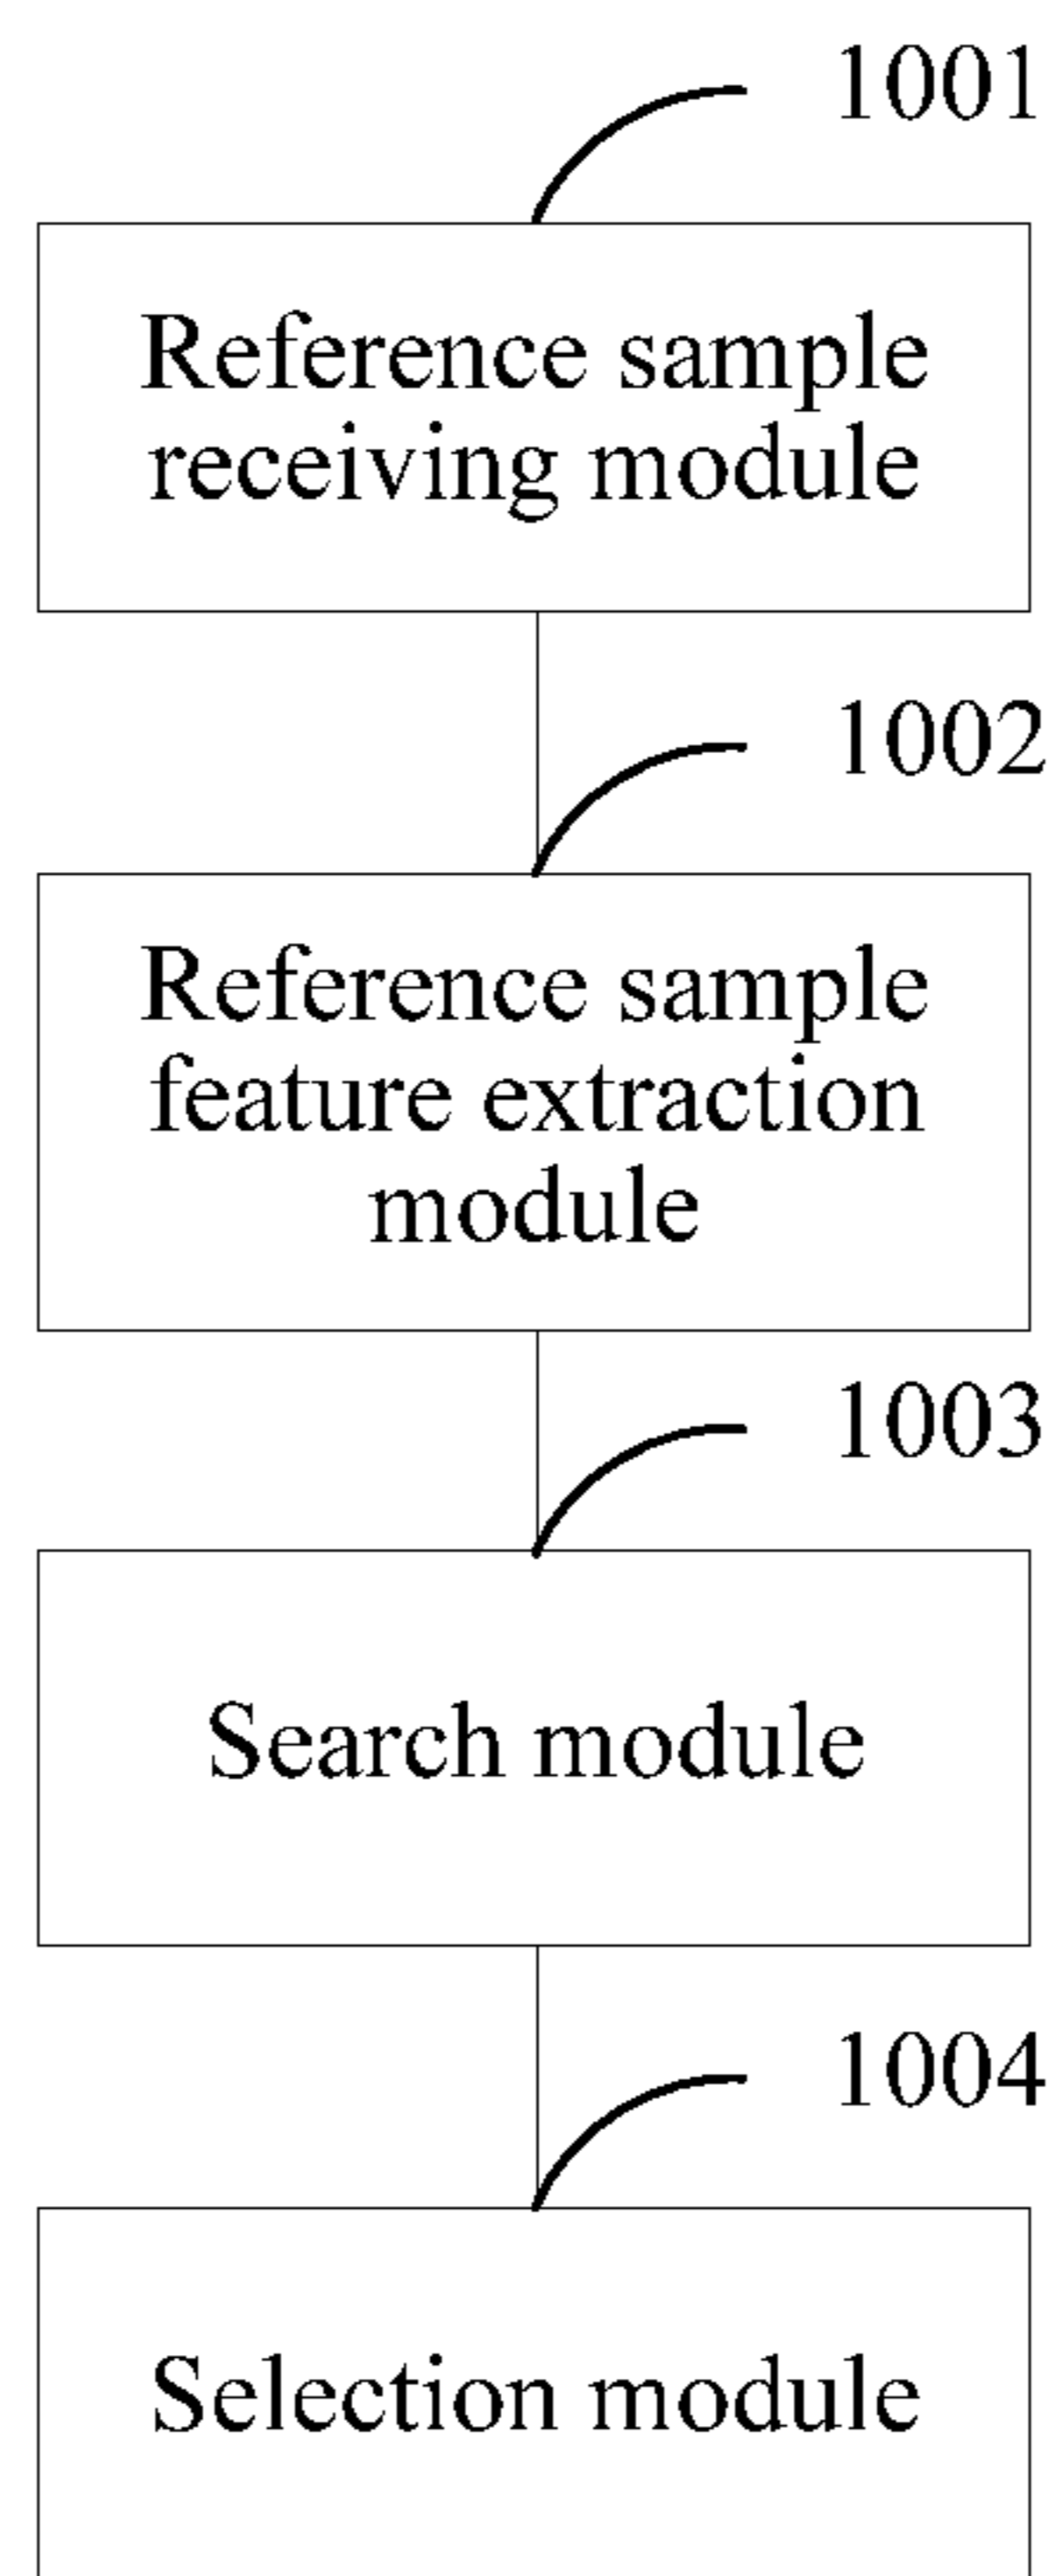 1001
Reference sample
receiving module
1002
Reference sample
feature extraction
module
1003
Search module
1004
Selection module